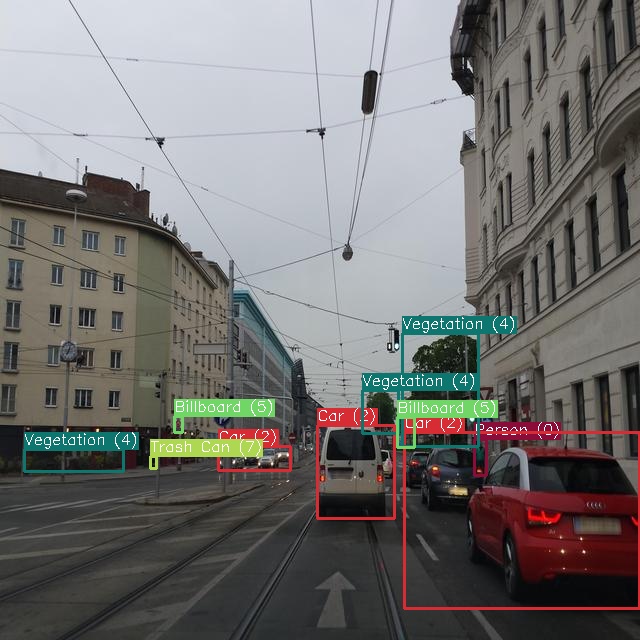 Vegetation (4)
Vegetation (4)
Billboard (5)
Billboard (5)
Car (2)
Car (2)
Person (0)
Vegetation (4)
Car (2)
Trash Can (7)
A1